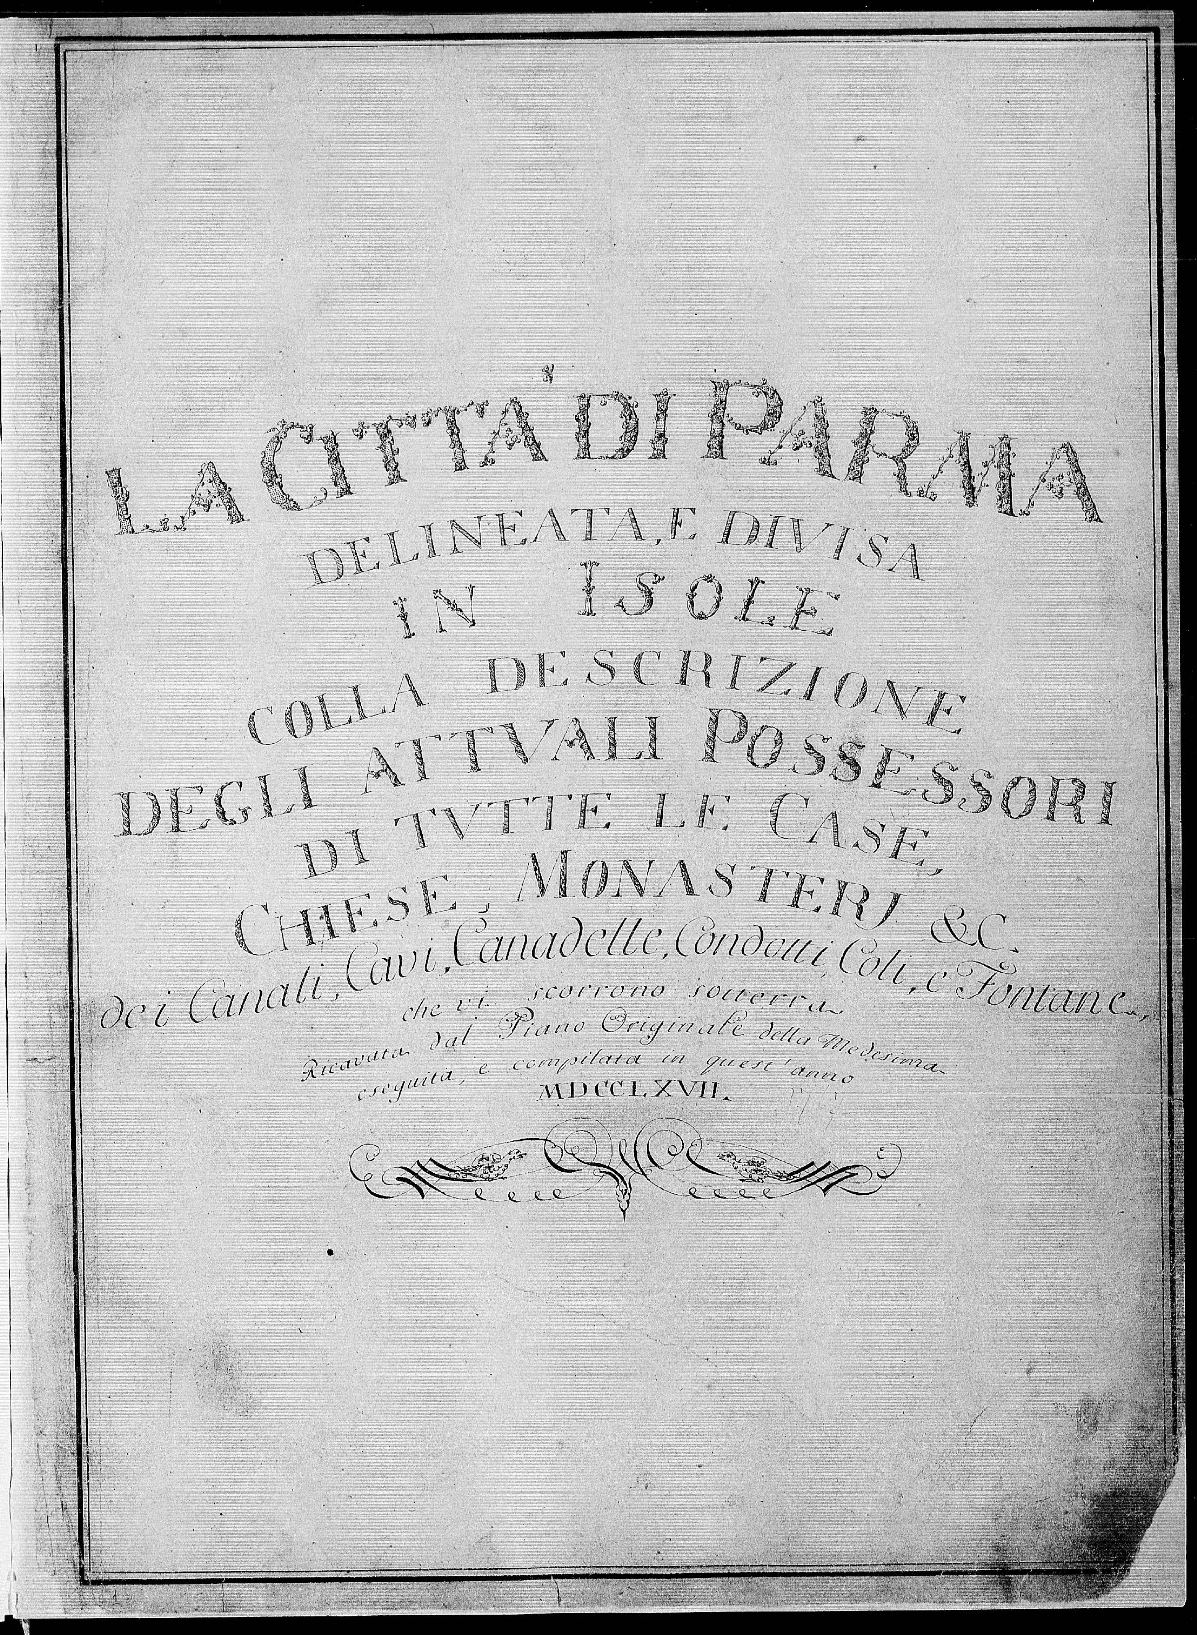 LA CITTÀ DI PARMA
DELINEATA, E DIVISA
IN ISOLE
COLLA DESCRIZIONE
DEGLI ATTVALI POSSESSORI
DI TVTTE LE CASE,
CHIESE, MONASTERJ &C.
dei Canali, Cavi, Canadelle, Condotti, Coli, e Fontane,
che vi scorrono sotterra
Ricavata dal Piano Originale della Medesima
eseguita, e compilata in quest'anno
MDCCLXVII.